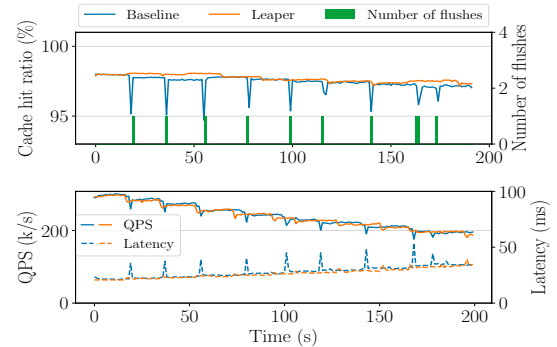 Baseline Leaper Number of flushes
Cache hit ratio (%)
100
95
0 50 100 150 200
4
2
0
Number of flushes
QPS (k/s)
200
0
QPS
Latency
0 50 100 150 200
Time (s)
100
50
0
Latency (ms)